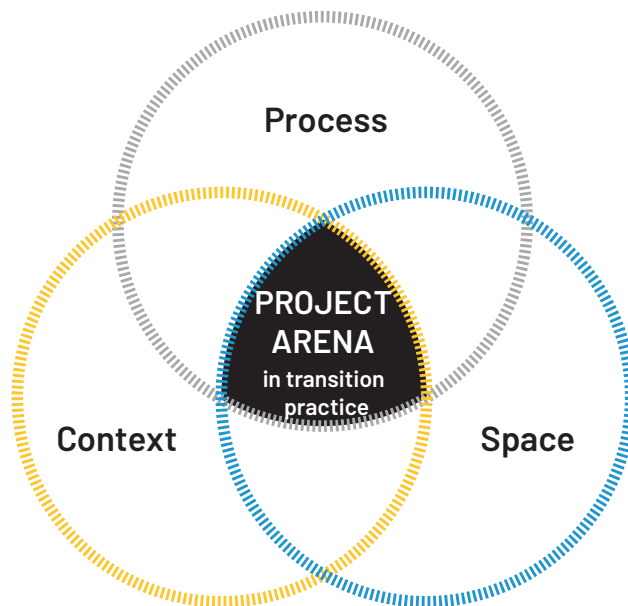 Process
PROJECT
ARENA
in transition
practice
Context
Space